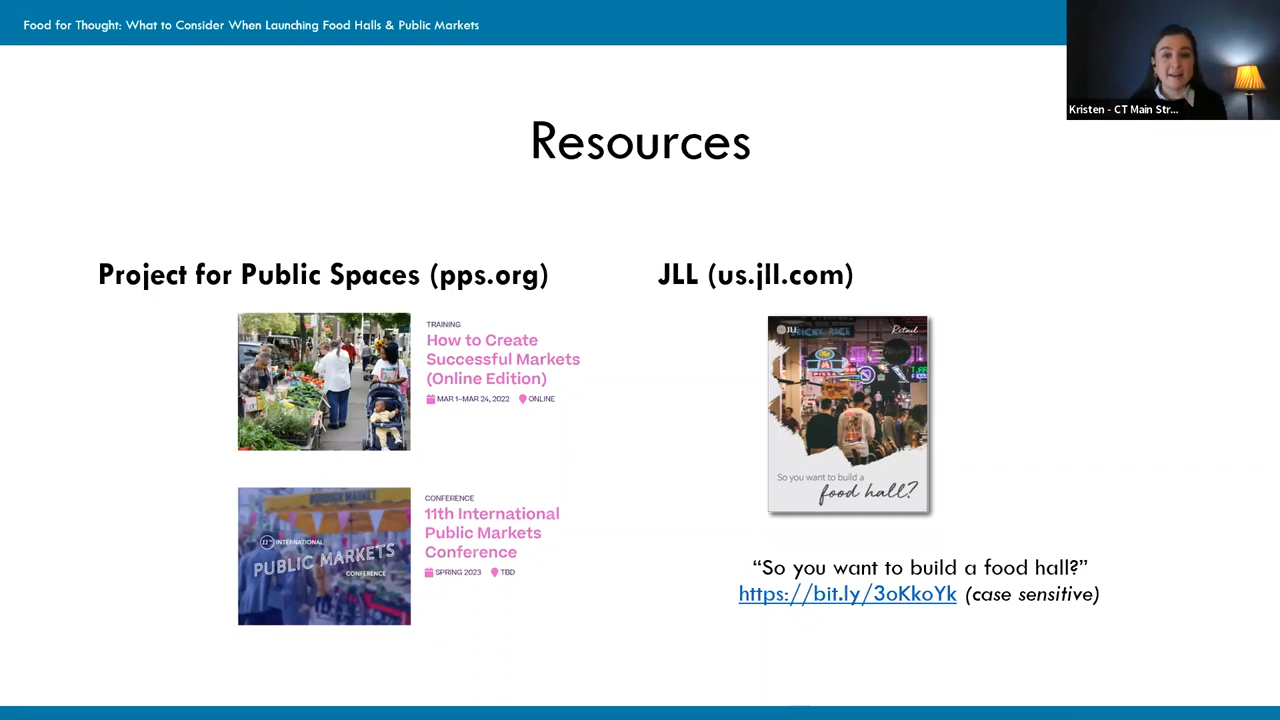 Food for Thought: What to Consider When Launching Food Halls & Public Markets
Kristen - CT Main Str...
Resources
Project for Public Spaces (pps.org)
TRAINING
How to Create
Successful Markets
(Online Edition)
MAR 1–MAR 24, 2022 ONLINE
11TH INTERNATIONAL
PUBLIC MARKETS
CONFERENCE
CONFERENCE
11th International
Public Markets
Conference
SPRING 2023 TBD
JLL (us.jll.com)
JLL
Retail
PIZZA
So you want to build a
food hall?
“So you want to build a food hall?”
https://bit.ly/3oKkoYk (case sensitive)